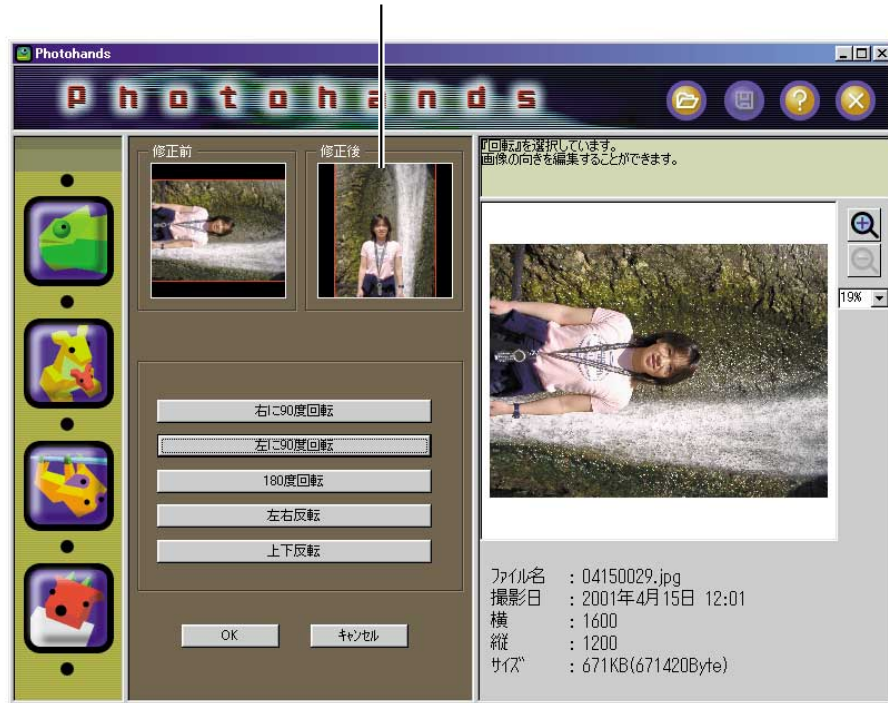 Photohands
Photohands
修正前
修正後
『回転』を選択しています。
画像の向きを編集することができます。
19%
右に90度回転
左に90度回転
180度回転
左右反転
上下反転
OK
ｷｬﾝｾﾙ
ﾌｧｲﾙ名 : 04150029.jpg
撮影日 : 2001年4月15日 12:01
横 : 1600
縦 : 1200
ｻｲｽﾞ : 671KB(671420Byte)